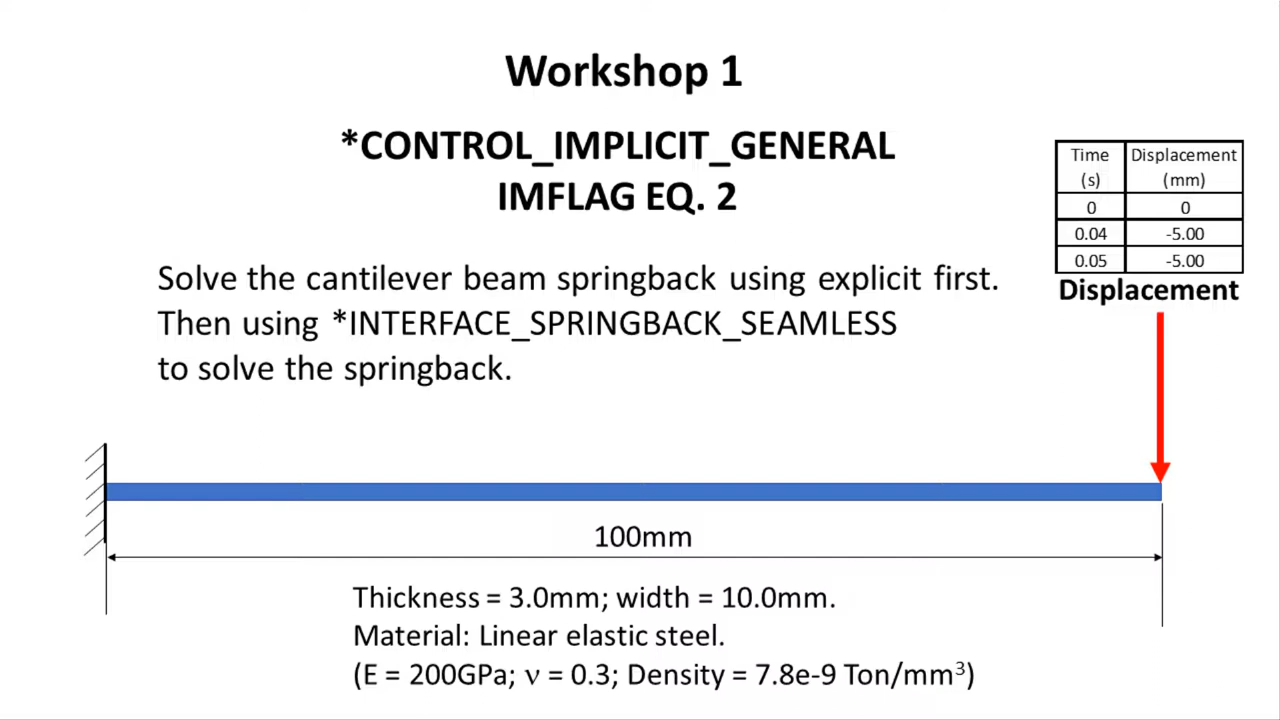 Workshop 1
*CONTROL_IMPLICIT_GENERAL
IMFLAG EQ. 2
Time (s) Displacement (mm)
0 0
0.04 -5.00
0.05 -5.00
Displacement
Solve the cantilever beam springback using explicit first.
Then using *INTERFACE_SPRINGBACK_SEAMLESS
to solve the springback.
100mm
Thickness = 3.0mm; width = 10.0mm.
Material: Linear elastic steel.
(E = 200GPa; ν = 0.3; Density = 7.8e-9 Ton/mm³)